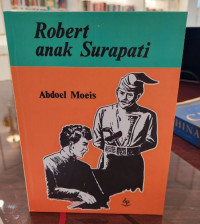 Robert
anak Surapati
Abdoel Moeis